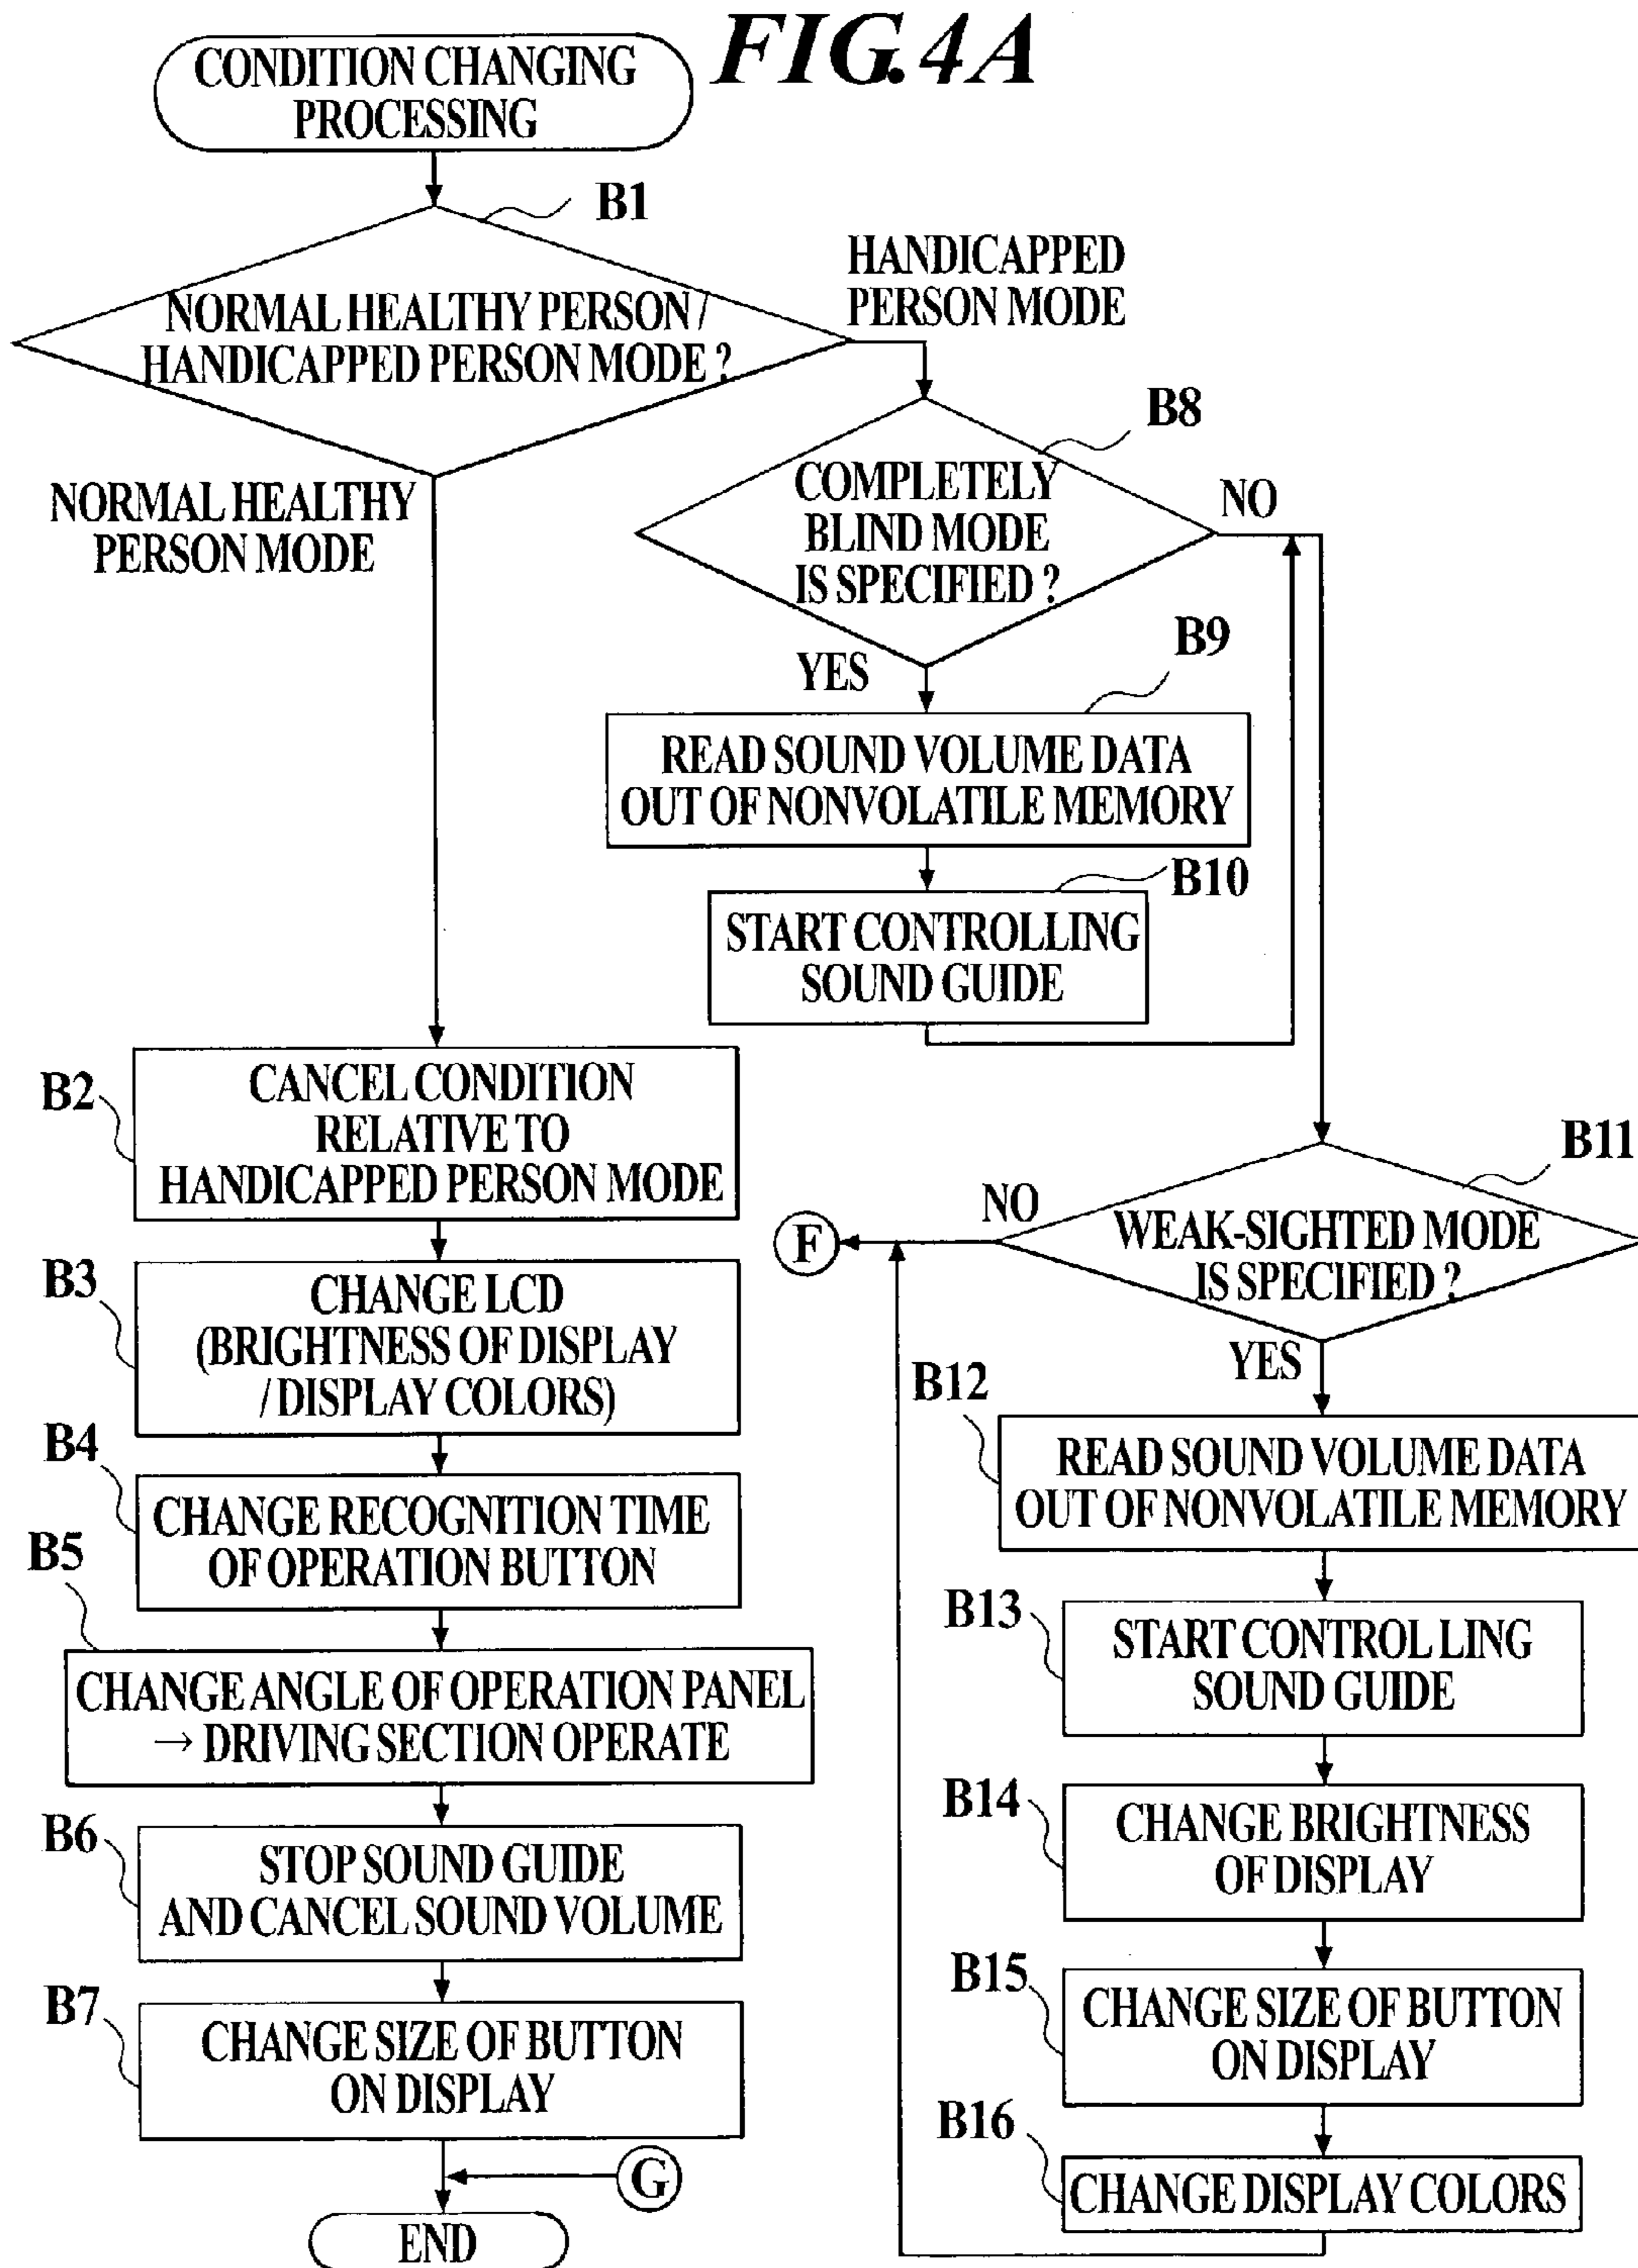 FIG. 4A
CONDITION CHANGING
PROCESSING
B1
NORMAL HEALTHY PERSON /
HANDICAPPED PERSON MODE ?
HANDICAPPED
PERSON MODE
NORMAL HEALTHY
PERSON MODE
B8
COMPLETELY
BLIND MODE
IS SPECIFIED ?
NO
YES
B9
READ SOUND VOLUME DATA
OUT OF NONVOLATILE MEMORY
B10
START CONTROLLING
SOUND GUIDE
B2
CANCEL CONDITION
RELATIVE TO
HANDICAPPED PERSON MODE
B3
CHANGE LCD
(BRIGHTNESS OF DISPLAY
/ DISPLAY COLORS)
B4
CHANGE RECOGNITION TIME
OF OPERATION BUTTON
B5
CHANGE ANGLE OF OPERATION PANEL
→ DRIVING SECTION OPERATE
B6
STOP SOUND GUIDE
AND CANCEL SOUND VOLUME
B7
CHANGE SIZE OF BUTTON
ON DISPLAY
G
END
B11
WEAK-SIGHTED MODE
IS SPECIFIED ?
NO
F
YES
B12
READ SOUND VOLUME DATA
OUT OF NONVOLATILE MEMORY
B13
START CONTROL LING
SOUND GUIDE
B14
CHANGE BRIGHTNESS
OF DISPLAY
B15
CHANGE SIZE OF BUTTON
ON DISPLAY
B16
CHANGE DISPLAY COLORS